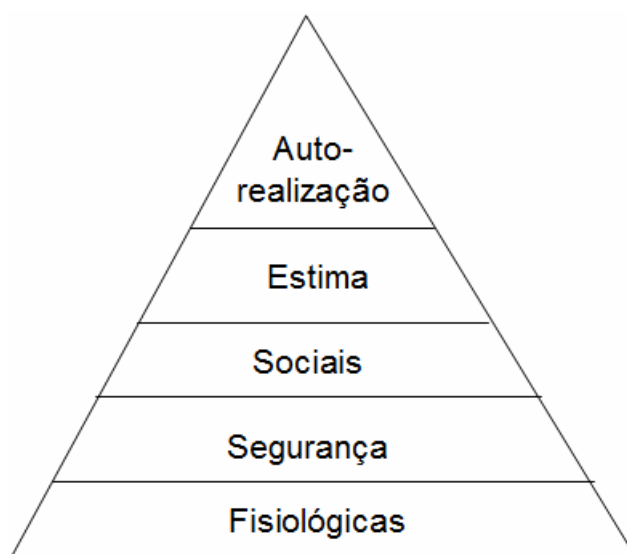 Auto-
realização
Estima
Sociais
Segurança
Fisiológicas